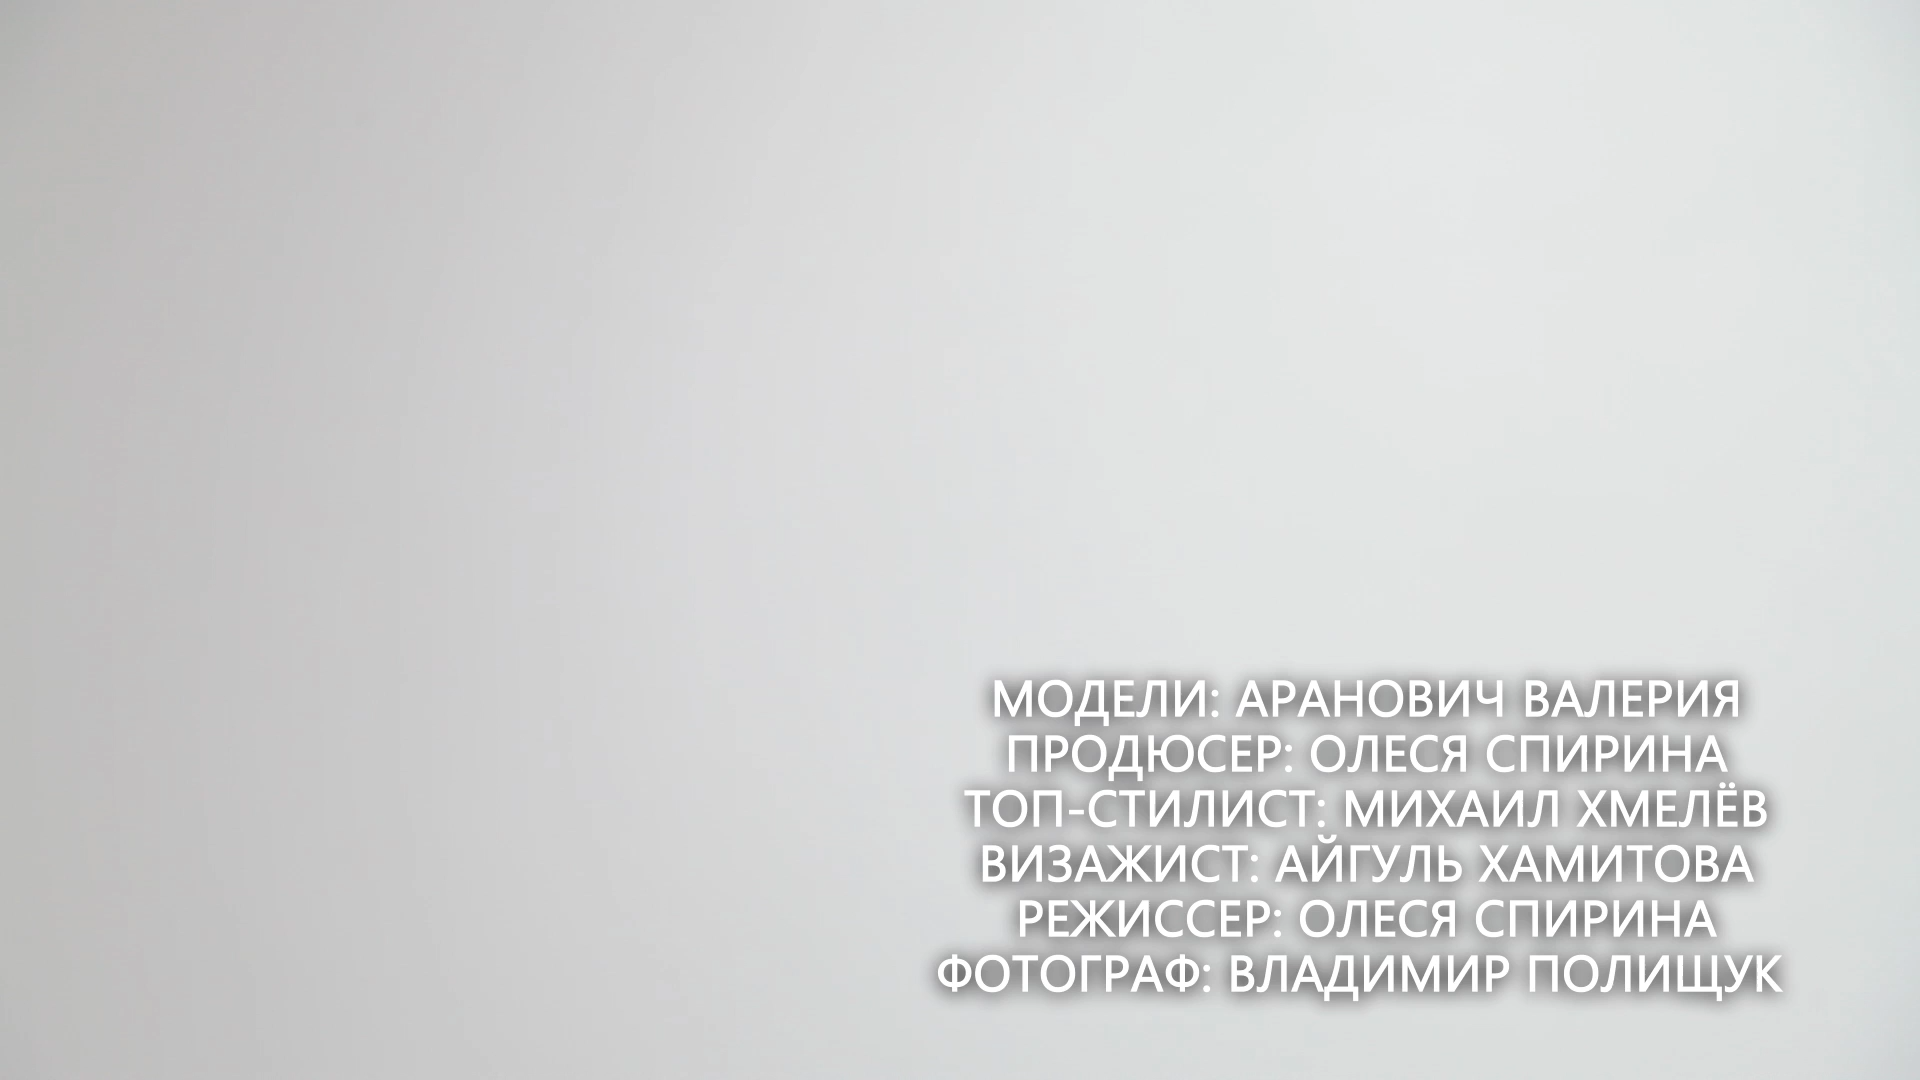 МОДЕЛИ: АРАНОВИЧ ВАЛЕРИЯ
ПРОДЮСЕР: ОЛЕСЯ СПИРИНА
ТОП-СТИЛИСТ: МИХАИЛ ХМЕЛЁВ
ВИЗАЖИСТ: АЙГУЛЬ ХАМИТОВА
РЕЖИССЕР: ОЛЕСЯ СПИРИНА
ФОТОГРАФ: ВЛАДИМИР ПОЛИЩУК